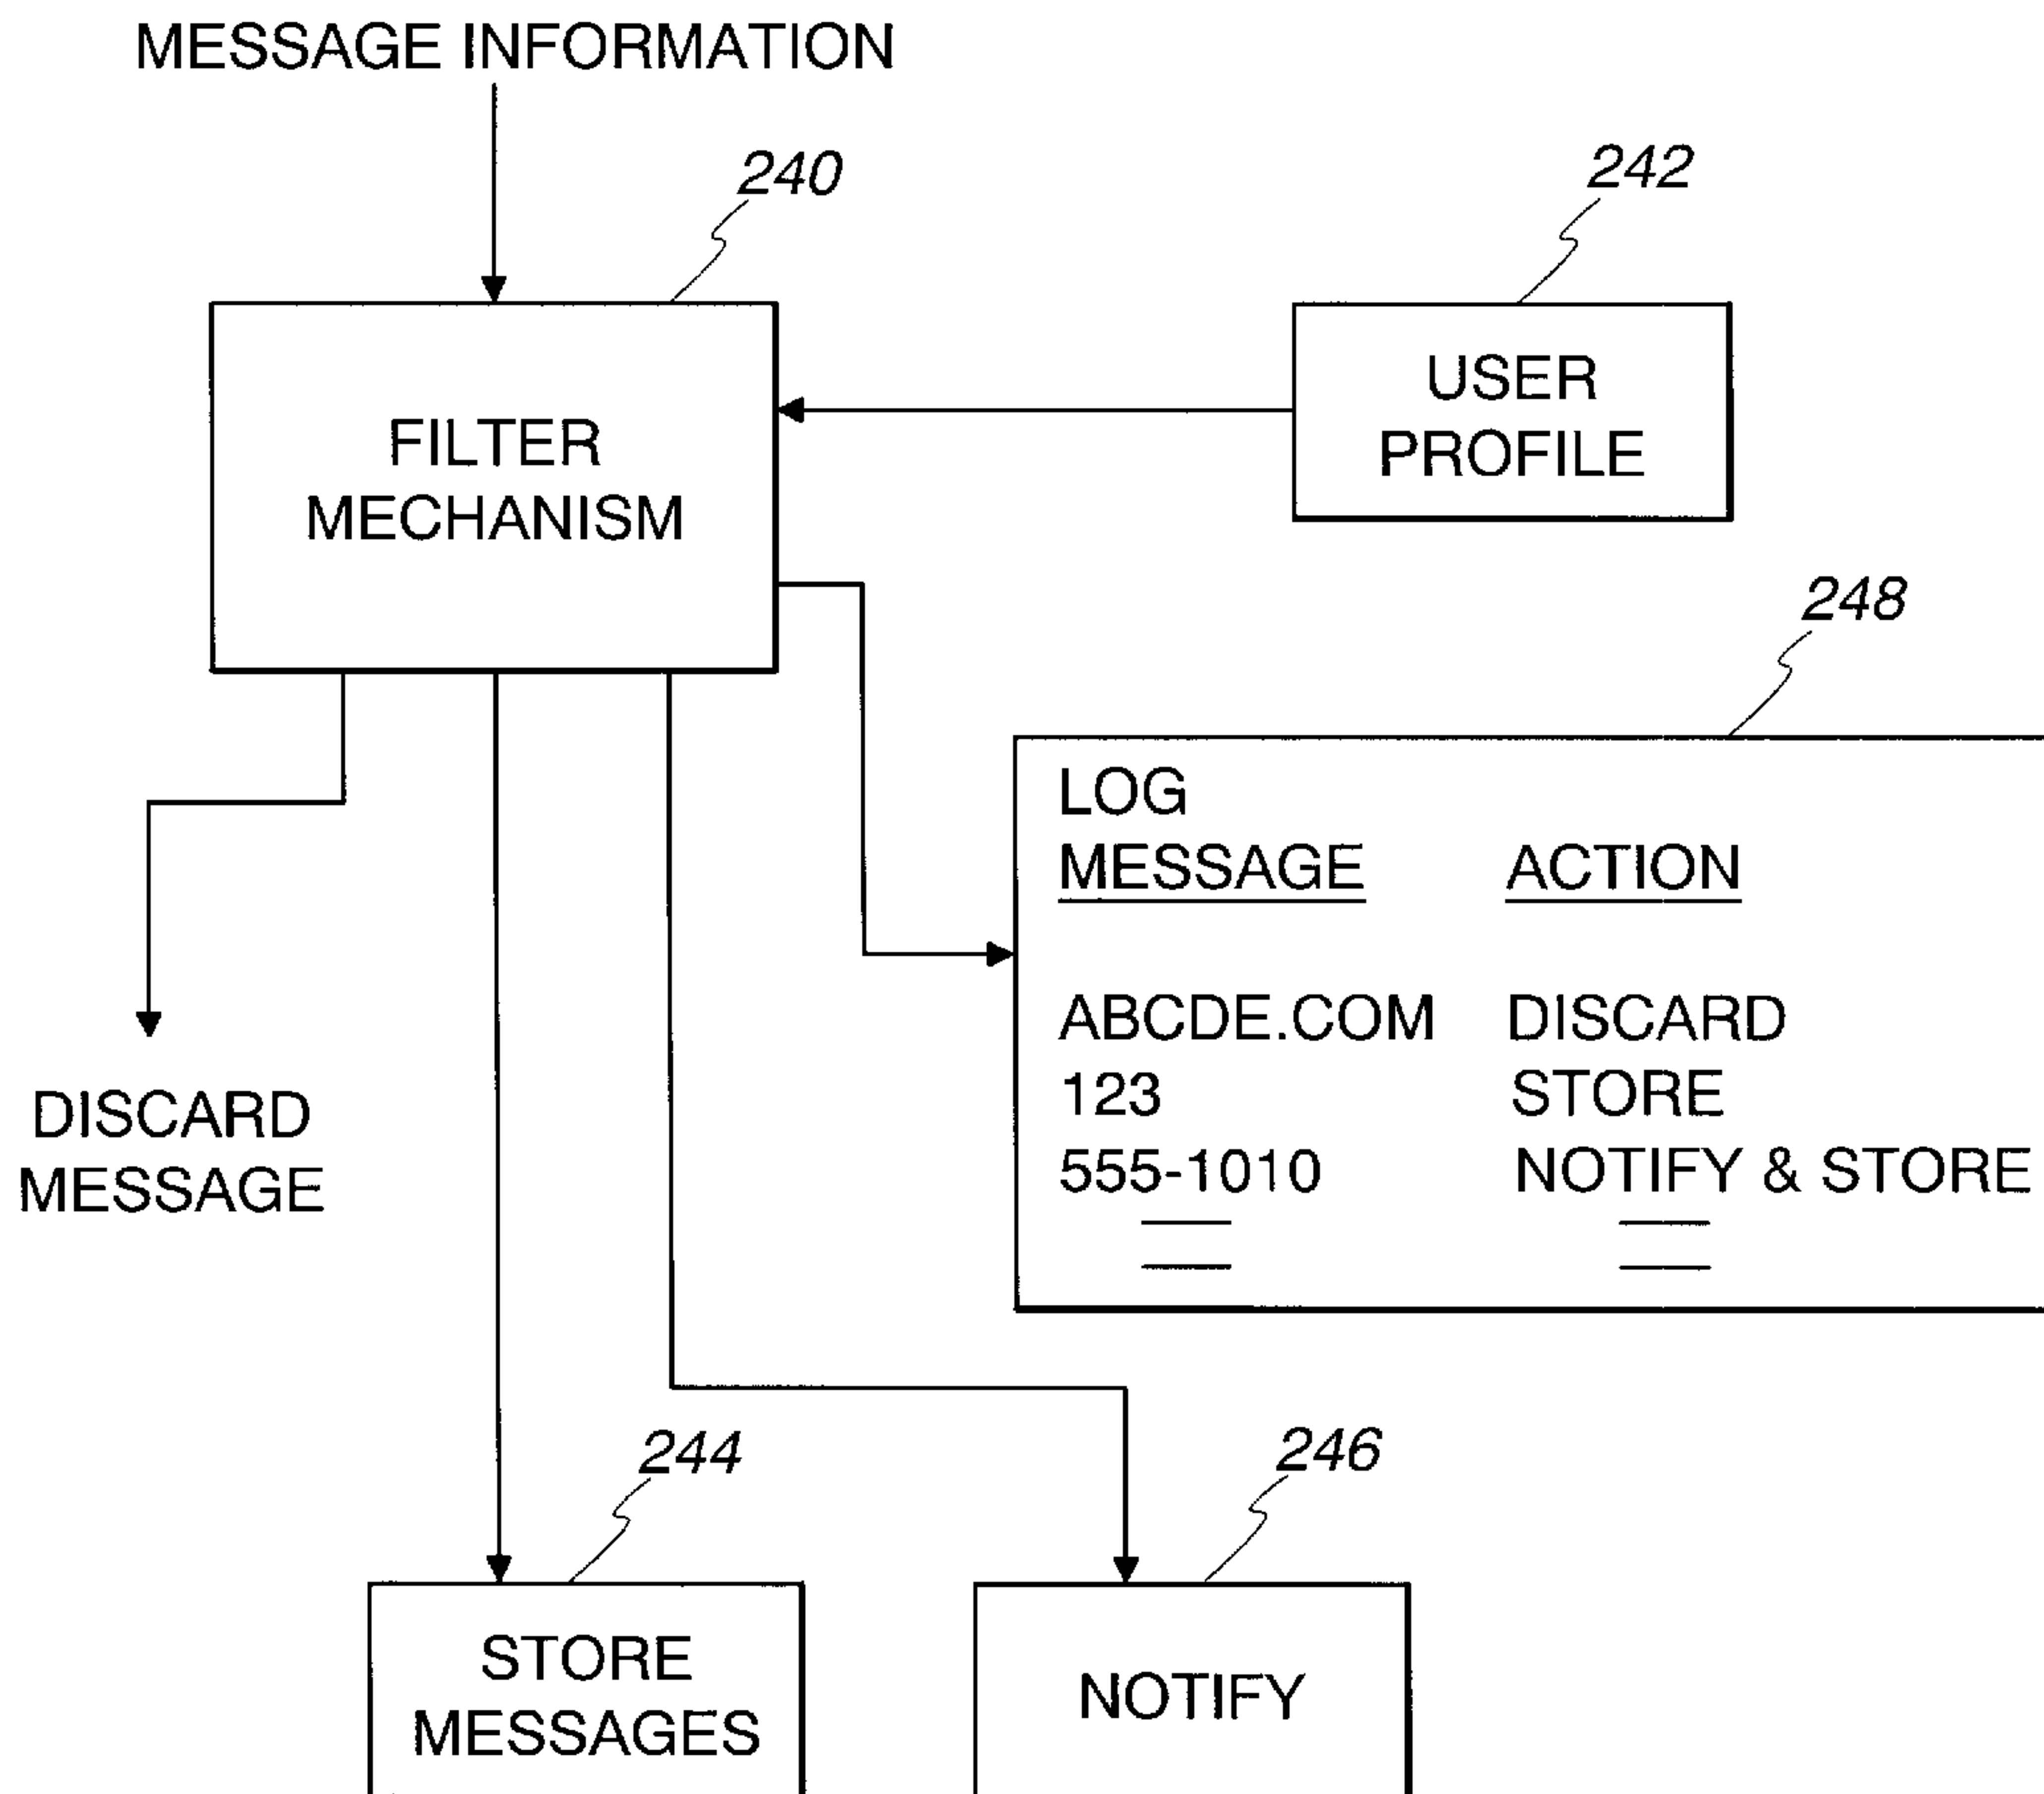 MESSAGE INFORMATION
240
242
FILTER
MECHANISM
USER
PROFILE
248
LOG
MESSAGE ACTION
ABCDE.COM DISCARD
123 STORE
555-1010 NOTIFY & STORE
DISCARD
MESSAGE
244
246
STORE
MESSAGES
NOTIFY